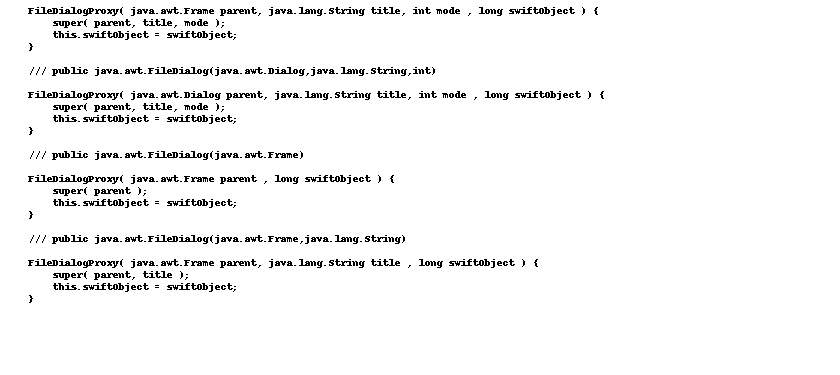 FileDialogProxy( java.awt.Frame parent, java.lang.String title, int mode , long swiftObject ) {
super( parent, title, mode );
this.swiftObject = swiftObject;
}
/// public java.awt.FileDialog(java.awt.Dialog,java.lang.String,int)
FileDialogProxy( java.awt.Dialog parent, java.lang.String title, int mode , long swiftObject ) {
super( parent, title, mode );
this.swiftObject = swiftObject;
}
/// public java.awt.FileDialog(java.awt.Frame)
FileDialogProxy( java.awt.Frame parent , long swiftObject ) {
super( parent );
this.swiftObject = swiftObject;
}
/// public java.awt.FileDialog(java.awt.Frame,java.lang.String)
FileDialogProxy( java.awt.Frame parent, java.lang.String title , long swiftObject ) {
super( parent, title );
this.swiftObject = swiftObject;
}